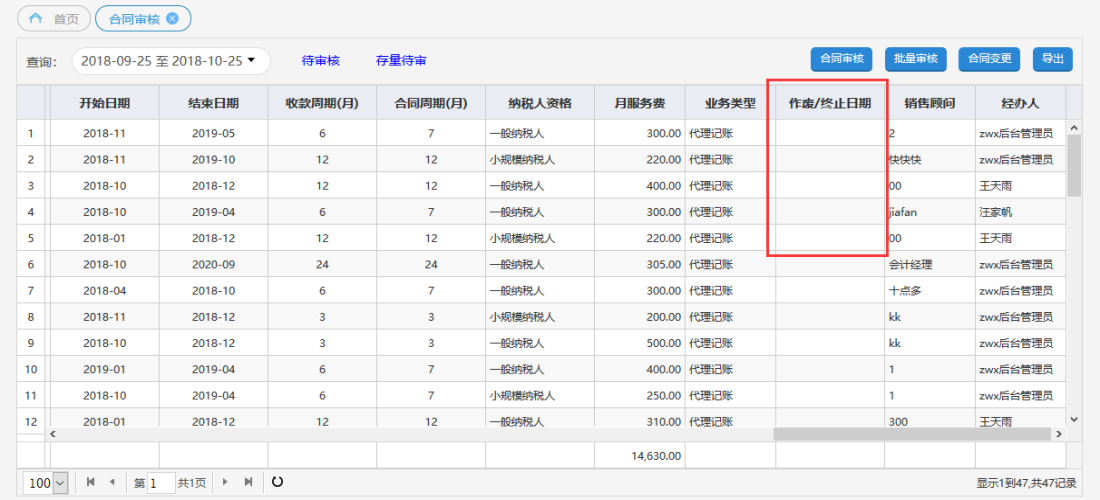 首页 合同审核
查询： 2018-09-25 至 2018-10-25 待审核 存量待审 合同审核 批量审核 合同变更 导出
开始日期 结束日期 收款周期(月) 合同周期(月) 纳税人资格 月服务费 业务类型 作废/终止日期 销售顾问 经办人
1 2018-11 2019-05 6 7 一般纳税人 300.00 代理记账 2 zwx后台管理员
2 2018-11 2019-10 12 12 小规模纳税人 220.00 代理记账 快快快 zwx后台管理员
3 2018-10 2018-12 12 12 一般纳税人 400.00 代理记账 00 王天雨
4 2018-10 2019-04 6 7 一般纳税人 300.00 代理记账 jiafan 汪家帆
5 2018-01 2018-12 12 12 小规模纳税人 220.00 代理记账 00 王天雨
6 2018-10 2020-09 24 24 一般纳税人 305.00 代理记账 会计经理 zwx后台管理员
7 2018-04 2018-10 6 7 一般纳税人 300.00 代理记账 十点多 zwx后台管理员
8 2018-11 2018-12 3 3 小规模纳税人 200.00 代理记账 kk zwx后台管理员
9 2018-10 2018-12 3 3 一般纳税人 500.00 代理记账 kk zwx后台管理员
10 2019-01 2019-04 6 7 一般纳税人 400.00 代理记账 1 zwx后台管理员
11 2018-10 2019-04 6 7 小规模纳税人 250.00 代理记账 1 zwx后台管理员
12 2018-01 2018-12 12 12 一般纳税人 310.00 代理记账 300 王天雨
14,630.00
100 第 1 共1页 显示1到47,共47记录